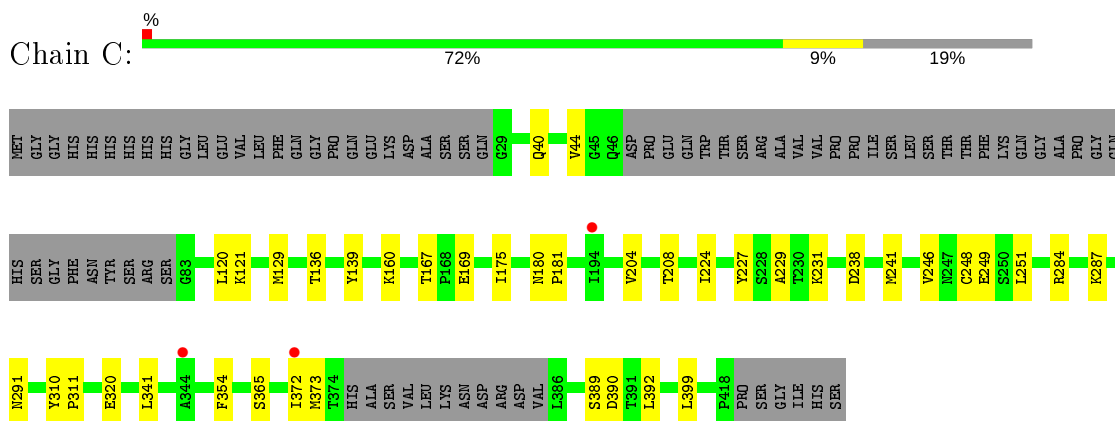 %
Chain C:
72% 9% 19%
MET GLY GLY HIS HIS HIS HIS HIS HIS GLY LEU GLU VAL LEU PHE GLN GLY PRO GLN GLU LYS ASP ALA SER SER GLN G29 Q40 V44 G45 Q46 ASP PRO GLU GLN TRP THR SER ARG ALA VAL VAL PRO PRO ILE SER LEU SER THR THR PHE LYS GLN GLY ALA PRO GLY GLN
HIS SER GLY PHE ASN TYR SER ARG SER G83 L120 K121 M129 T136 Y139 K160 T167 P168 E169 I175 N180 P181 I194 V204 T208 I224 Y227 S228 A229 T230 K231 D238 M241 V246 N247 C248 E249 S250 L251 R284 K287
N291 Y310 P311 E320 L341 A344 F354 S365 I372 M373 T374 HIS ALA SER VAL LEU LYS ASN ASP ARG ASP VAL L386 S389 D390 T391 L392 L399 P418 PRO SER GLY ILE HIS SER